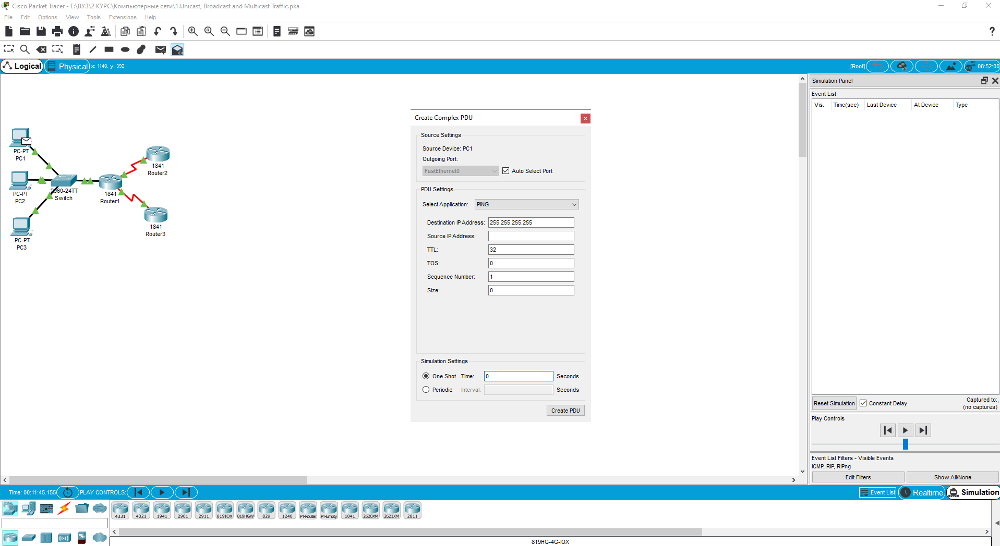 Cisco Packet Tracer - E:\ВУЗ\2 КУРС\Компьютерные сети\1.Unicast, Broadcast and Multicast Traffic.pka
File Edit Options View Tools Extensions Help
?
Logical Physical x: 1140, y: 392 [Root] 08:52:00
Simulation Panel
Event List
Vis. Time(sec) Last Device At Device Type
Create Complex PDU
x
Source Settings
Source Device: PC1
Outgoing Port:
FastEthernet0 Auto Select Port
PDU Settings
Select Application: PING
Destination IP Address: 255.255.255.255
Source IP Address:
TTL: 32
TOS: 0
Sequence Number: 1
Size: 0
Simulation Settings
One Shot Time: 0 Seconds
Periodic Interval: Seconds
Create PDU
PC-PT
PC1
1841
Router2
PC-PT
PC2
2960-24TT
Switch
1841
Router1
1841
Router3
PC-PT
PC3
Reset Simulation Constant Delay
Captured to:
(no captures)
Play Controls
Event List Filters - Visible Events
ICMP, RIP, RIPng
Edit Filters Show All/None
Time: 00:11:45.155 PLAY CONTROLS: Event List Realtime Simulation
4331 4321 1941 2901 2911 819IOX 819HGW 829 1240 PT-Router PT-Empty 1841 2620XM 2621XM 2811
819HG-4G-IOX